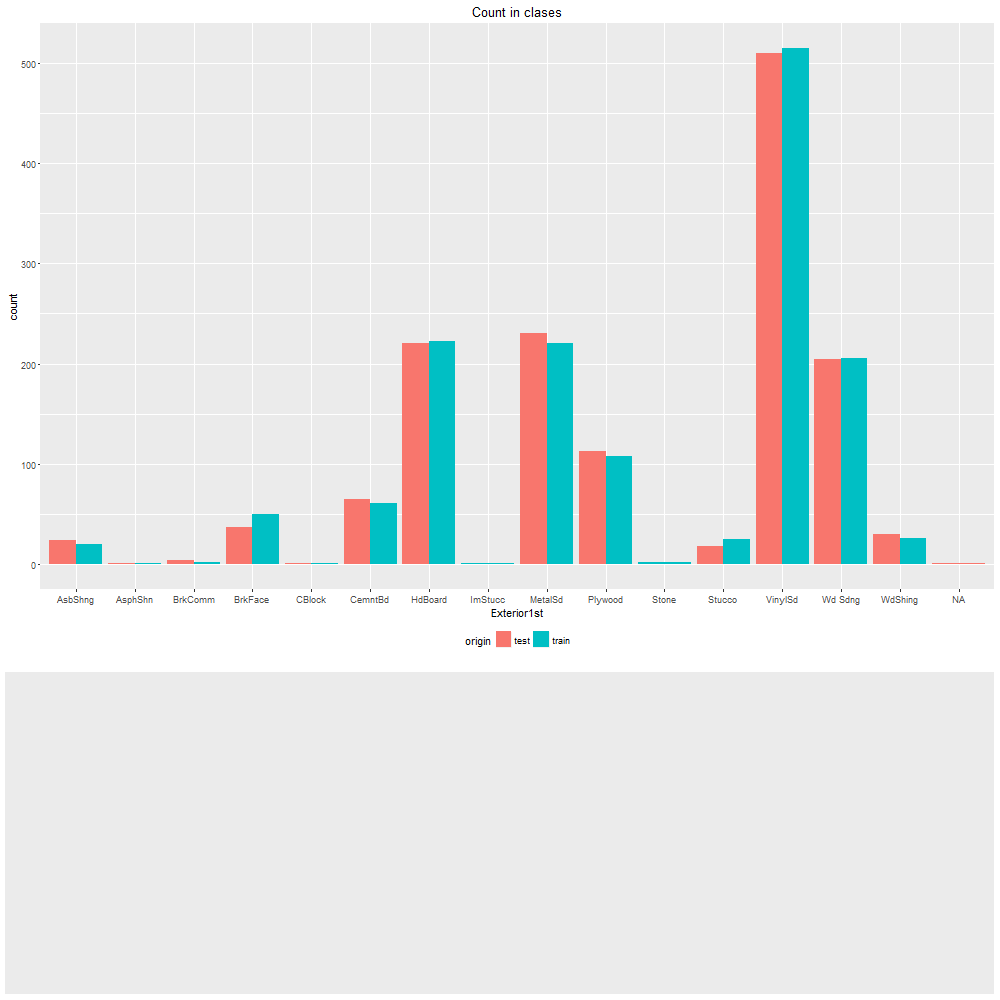 Count in clases
500
400
300
200
100
0
count
AsbShng AsphShn BrkComm BrkFace CBlock CemntBd HdBoard ImStucc MetalSd Plywood Stone Stucco VinylSd Wd Sdng WdShing NA
Exterior1st
origin test train